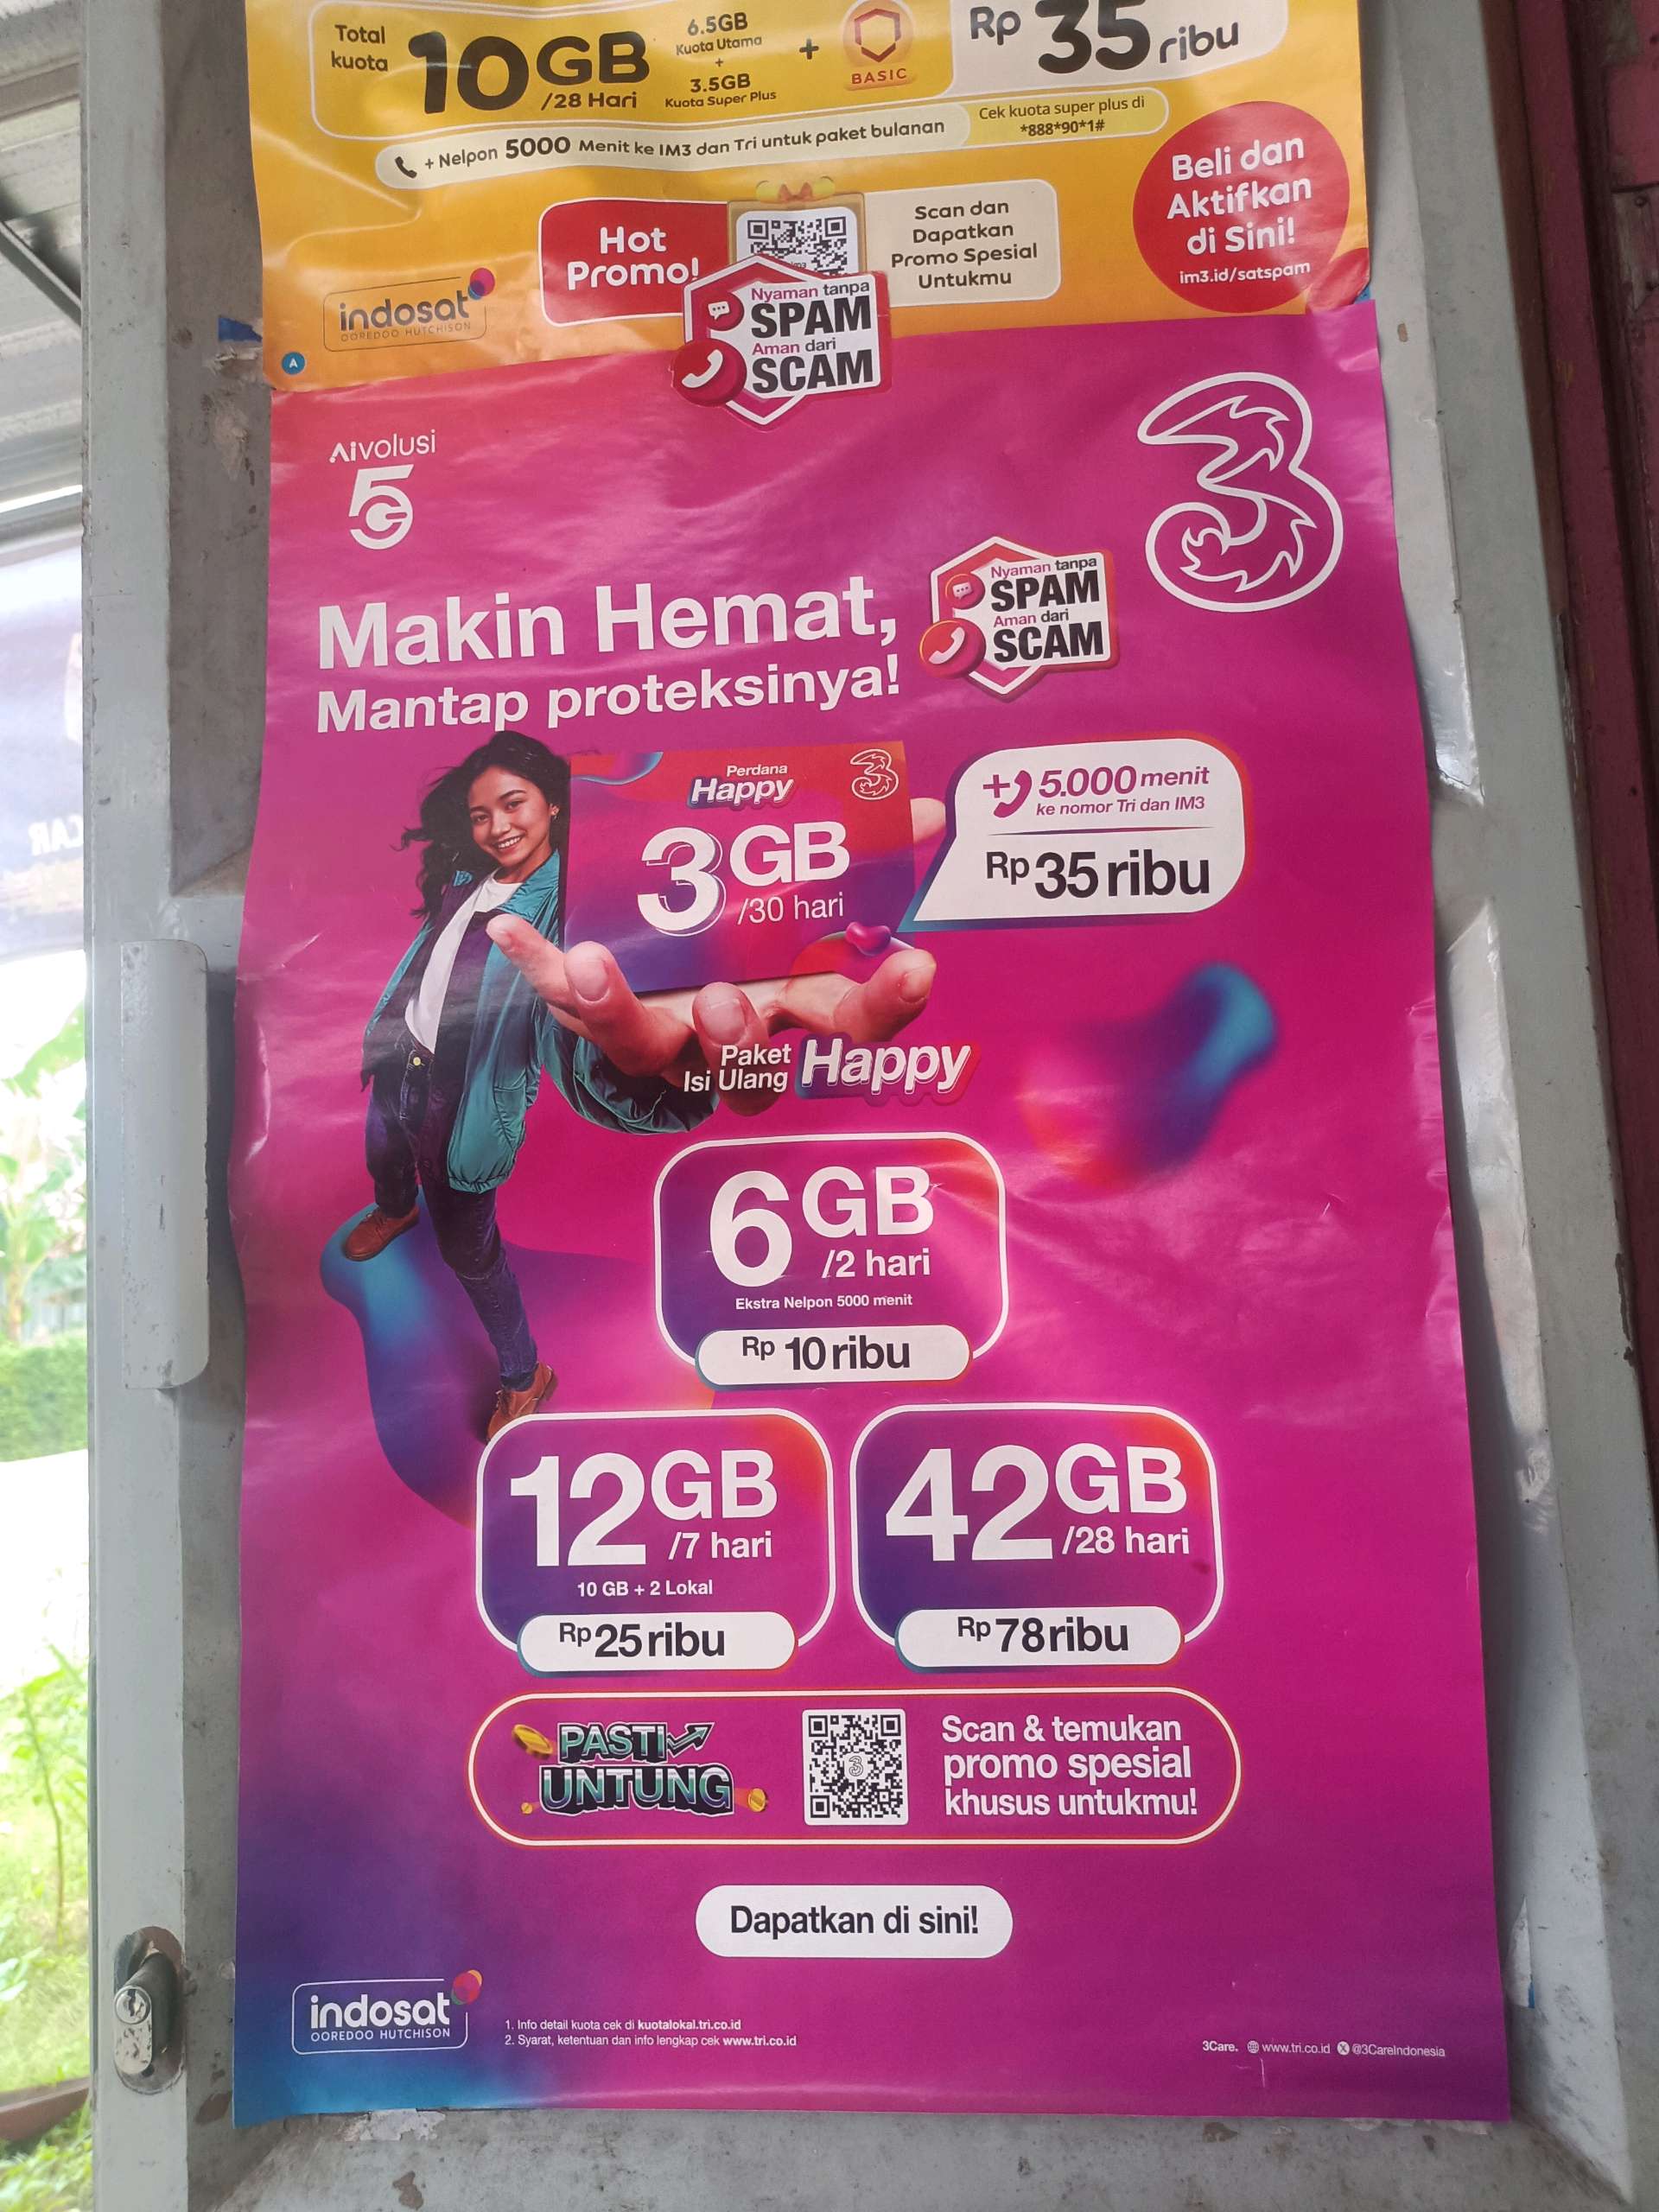 Total
kuota
10GB
/28 Hari
6.5GB
Kuota Utama
+
3.5GB
Kuota Super Plus
+
BASIC
Rp 35 ribu
+ Nelpon 5000 Menit ke IM3 dan Tri untuk paket bulanan
Cek kuota super plus di
*888*90*1#
Hot
Promo!
Scan dan
Dapatkan
Promo Spesial
Untukmu
Beli dan
Aktifkan
di Sini!
im3.id/satspam
indosat
OOREDOO HUTCHISON
A
Nyaman tanpa
SPAM
Aman dari
SCAM
AIVOLUSI
5G
3
Makin Hemat,
Mantap proteksinya!
Nyaman tanpa
SPAM
Aman dari
SCAM
Perdana
Happy
3
3GB
/30 hari
+ 5.000 menit
ke nomor Tri dan IM3
Rp 35 ribu
Paket
Isi Ulang
Happy
6GB
/2 hari
Ekstra Nelpon 5000 menit
Rp 10 ribu
12GB
/7 hari
10 GB + 2 Lokal
Rp 25 ribu
42GB
/28 hari
Rp 78 ribu
PASTI
UNTUNG
3
Scan & temukan
promo spesial
khusus untukmu!
Dapatkan di sini!
indosat
OOREDOO HUTCHISON
1. Info detail kuota cek di kuotalokal.tri.co.id
2. Syarat, ketentuan dan info lengkap cek www.tri.co.id
3Care. www.tri.co.id @3CareIndonesia